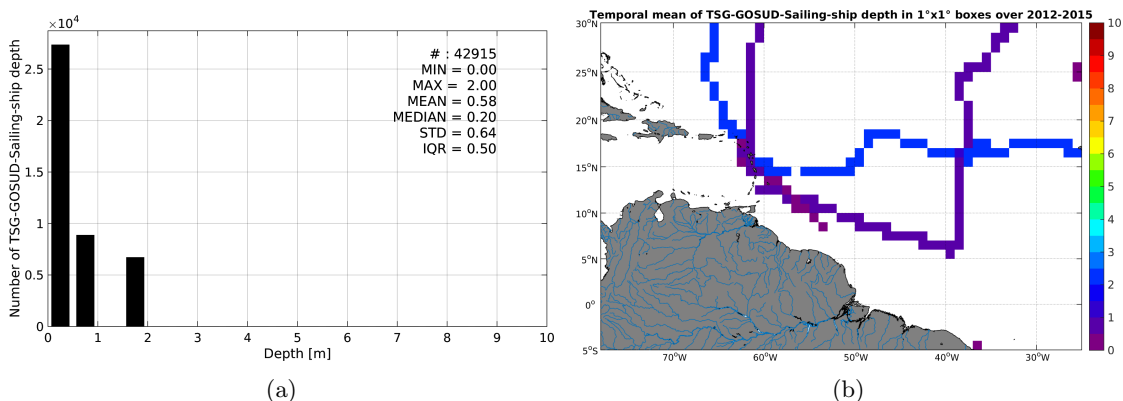 ×10⁴
Number of TSG-GOSUD-Sailing-ship depth
2.5
2
1.5
1
0.5
0
# : 42915
MIN = 0.00
MAX = 2.00
MEAN = 0.58
MEDIAN = 0.20
STD = 0.64
IQR = 0.50
0 1 2 3 4 5 6 7 8 9 10
Depth [m]
(a)
Temporal mean of TSG-GOSUD-Sailing-ship depth in 1°x1° boxes over 2012-2015
30°N
25°N
20°N
15°N
10°N
5°N
0°
5°S
70°W 60°W 50°W 40°W 30°W
10
9
8
7
6
5
4
3
2
1
0
(b)